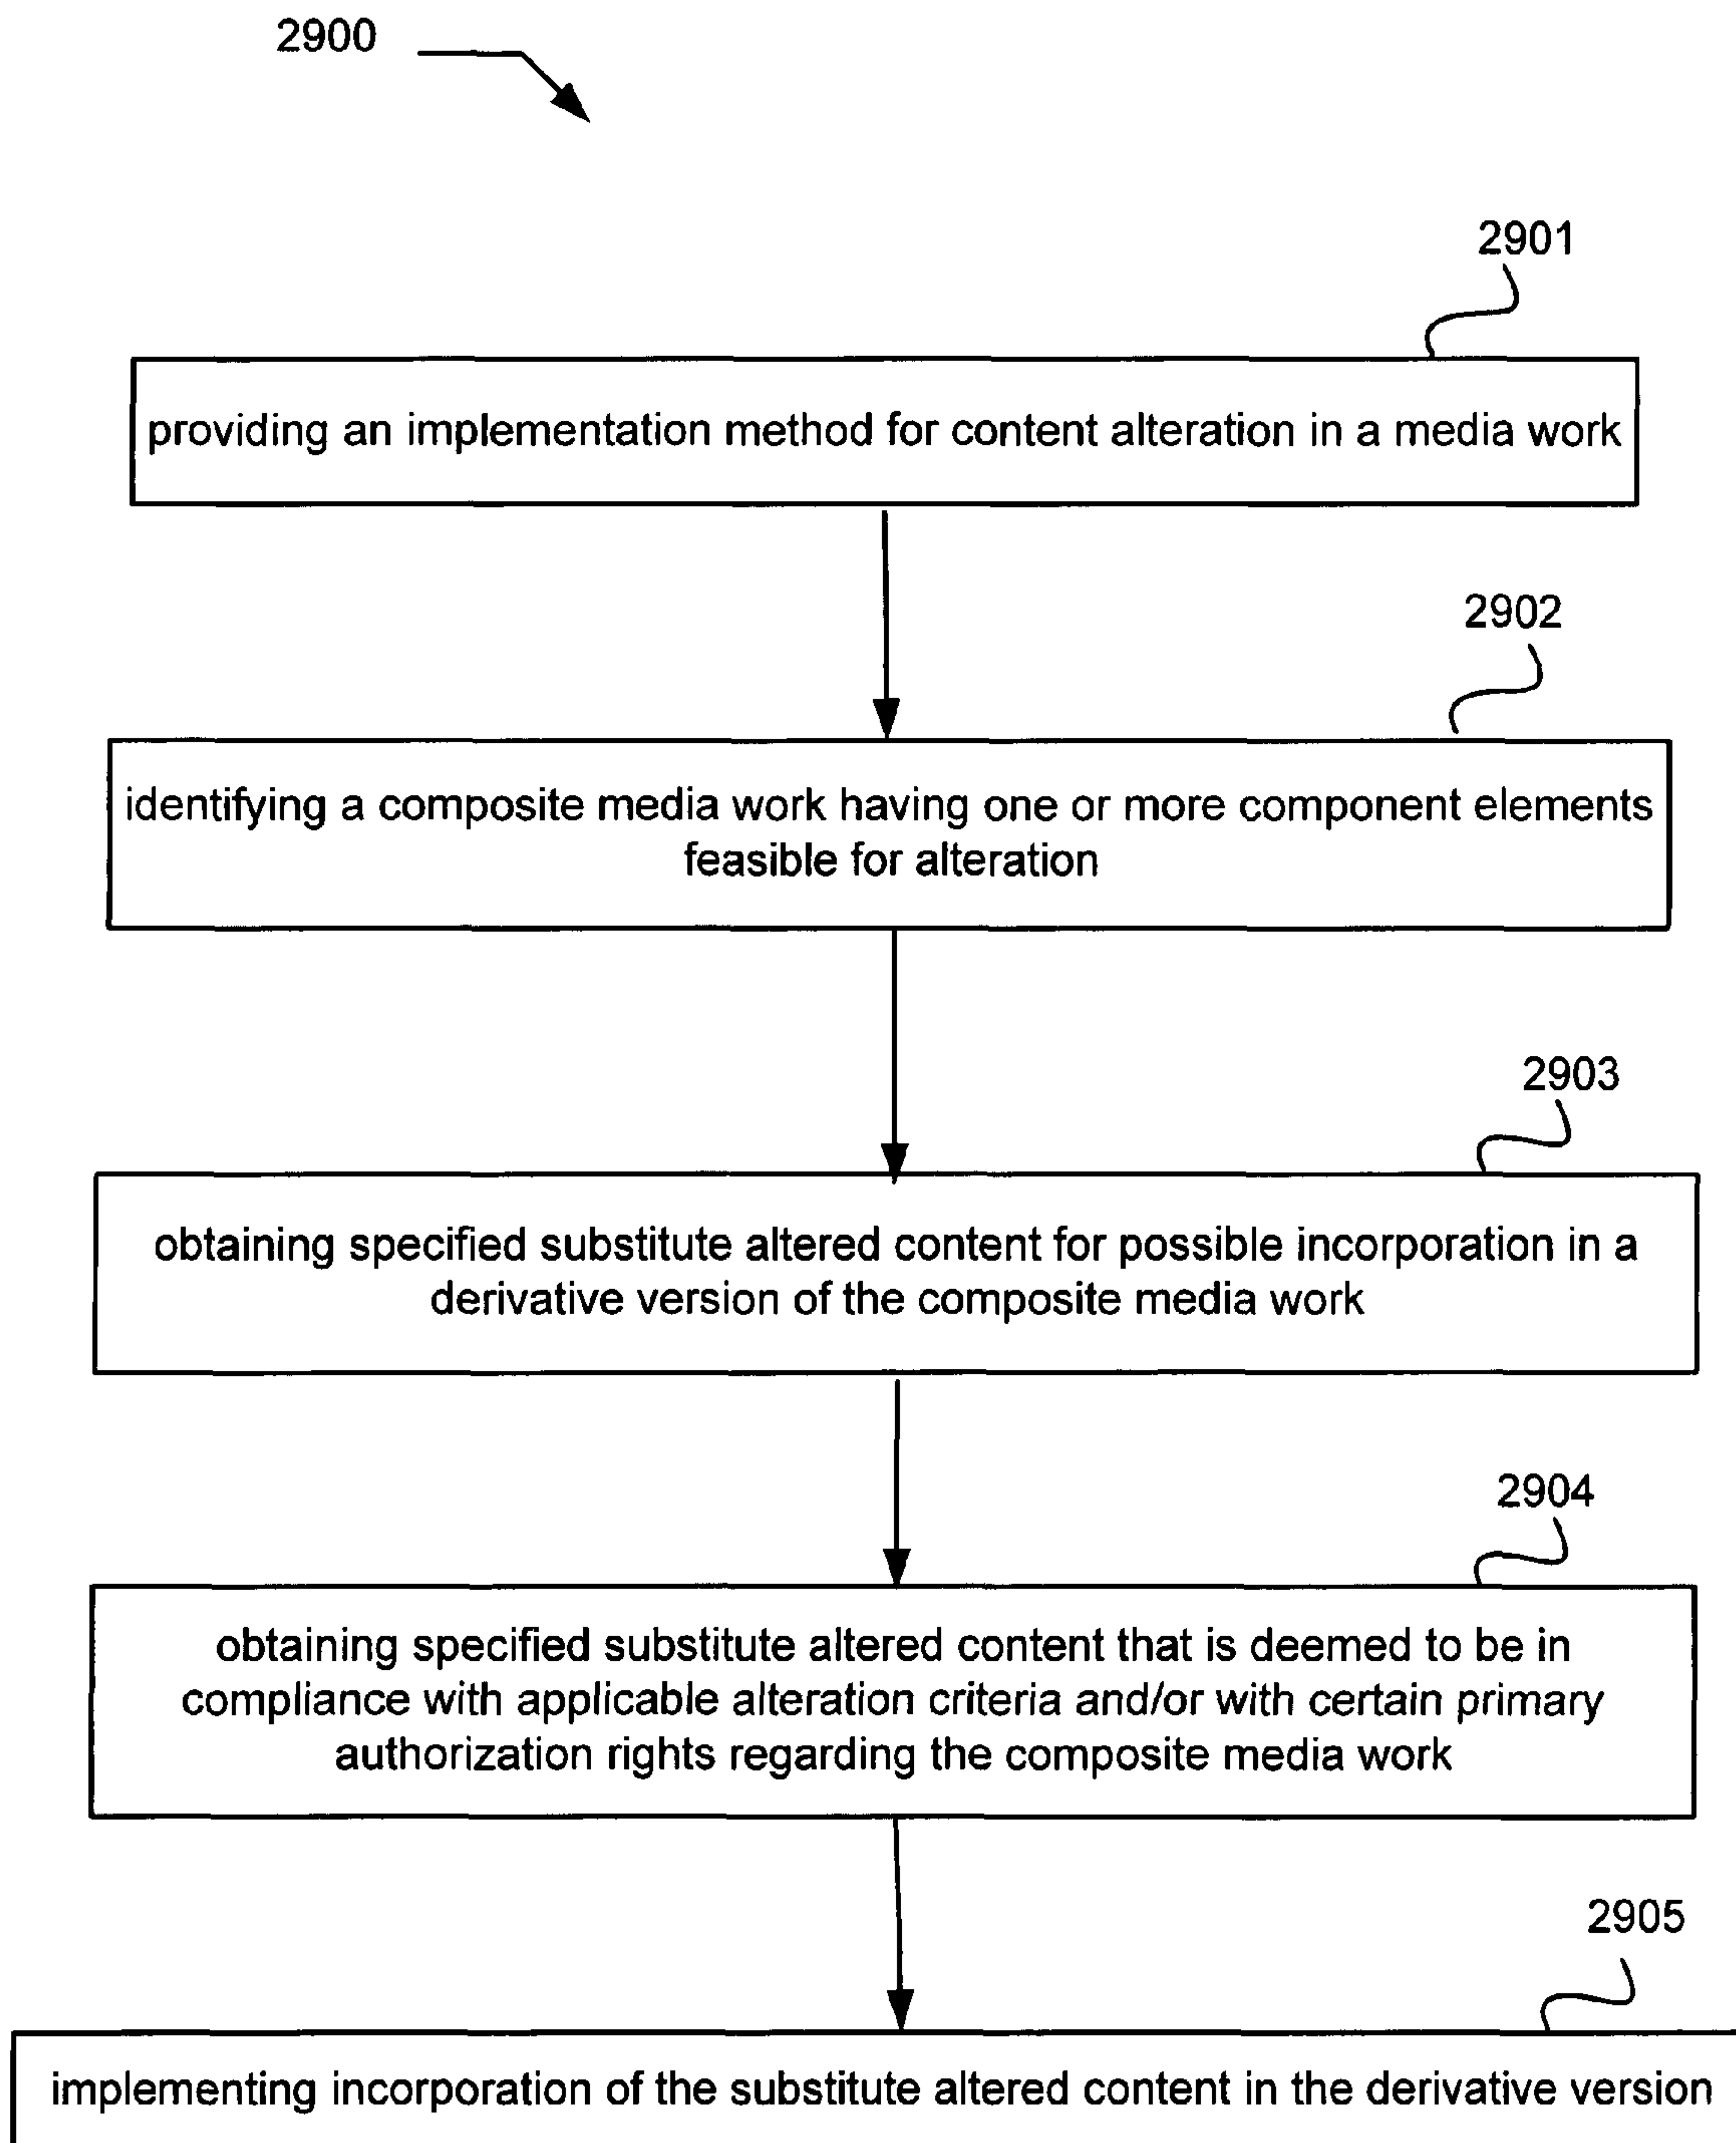 2900
2901
providing an implementation method for content alteration in a media work
2902
identifying a composite media work having one or more component elements
feasible for alteration
2903
obtaining specified substitute altered content for possible incorporation in a
derivative version of the composite media work
2904
obtaining specified substitute altered content that is deemed to be in
compliance with applicable alteration criteria and/or with certain primary
authorization rights regarding the composite media work
2905
implementing incorporation of the substitute altered content in the derivative version